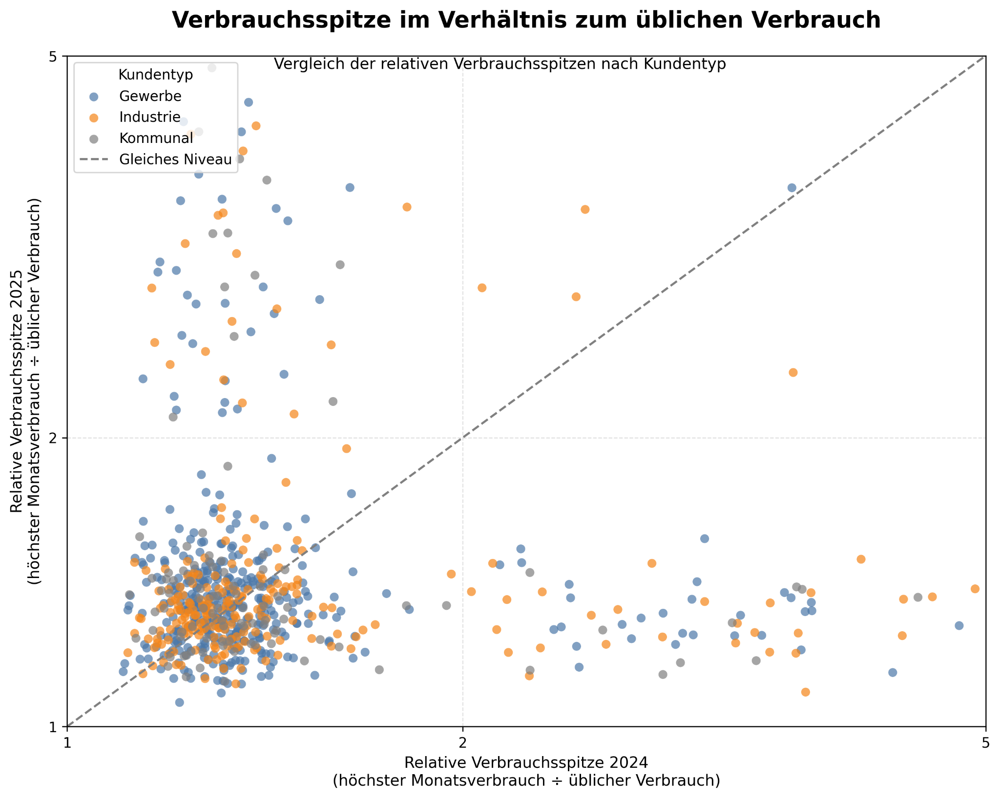 Verbrauchsspitze im Verhältnis zum üblichen Verbrauch
Vergleich der relativen Verbrauchsspitzen nach Kundentyp
Kundentyp
Gewerbe
Industrie
Kommunal
Gleiches Niveau
5
2
1
Relative Verbrauchsspitze 2025
(höchster Monatsverbrauch ÷ üblicher Verbrauch)
1
2
5
Relative Verbrauchsspitze 2024
(höchster Monatsverbrauch ÷ üblicher Verbrauch)